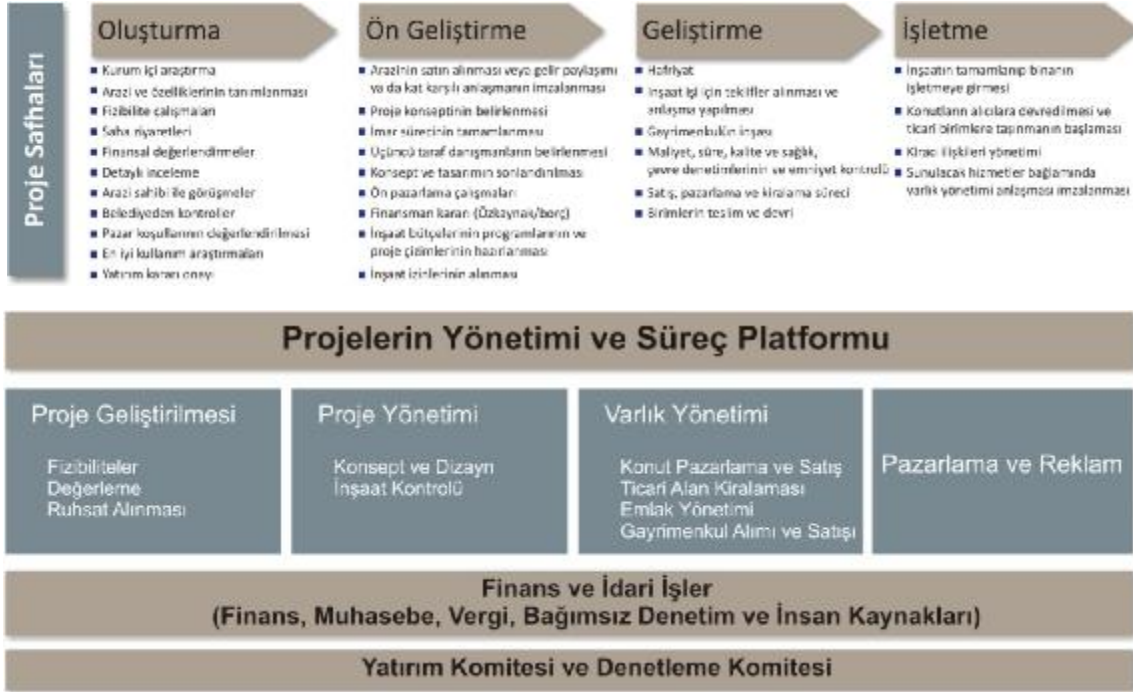 Proje Safhaları
Oluşturma
■ Kurum içi araştırma
■ Arazi ve özelliklerinin tanımlanması
■ Fizibilite çalışmaları
■ Saha ziyaretleri
■ Finansal değerlendirmeler
■ Detaylı inceleme
■ Arazi sahibi ile görüşmeler
■ Belediyeden kontroller
■ Pazar koşullarının değerlendirilmesi
■ En iyi kullanım araştırmaları
■ Yatırım kararı onayı
Ön Geliştirme
■ Arazinin satın alınması veya gelir paylaşımı
ya da kat karşılı anlaşmanın imzalanması
■ Proje konseptinin belirlenmesi
■ İmar sürecinin tamamlanması
■ Üçüncü taraf danışmanların belirlenmesi
■ Konsept ve tasarımın sonlandırılması
■ Ön pazarlama çalışmaları
■ Finansman kararı (Özkaynak/borç)
■ İnşaat bütçelerinin programlarının ve
proje çizimlerinin hazırlanması
■ İnşaat izinlerinin alınması
Geliştirme
■ Hafriyat
■ İnşaat işi için teklifler alınması ve
anlaşma yapılması
■ Gayrimenkulün inşası
■ Maliyet, süre, kalite ve sağlık,
çevre denetimlerinin ve emniyet kontrolü
■ Satış, pazarlama ve kiralama süreci
■ Birimlerin teslim ve devri
İşletme
■ İnşaatın tamamlanıp binanın
işletmeye girmesi
■ Konutların alıcılara devredilmesi ve
ticari birimlere taşınmanın başlaması
■ Kiracı ilişkileri yönetimi
■ Sunulacak hizmetler bağlamında
varlık yönetimi anlaşması imzalanması
Projelerin Yönetimi ve Süreç Platformu
Proje Geliştirilmesi
Fizibiliteler
Değerleme
Ruhsat Alınması
Proje Yönetimi
Konsept ve Dizayn
İnşaat Kontrolü
Varlık Yönetimi
Konut Pazarlama ve Satış
Ticari Alan Kiralaması
Emlak Yönetimi
Gayrimenkul Alımı ve Satışı
Pazarlama ve Reklam
Finans ve İdari İşler
(Finans, Muhasebe, Vergi, Bağımsız Denetim ve İnsan Kaynakları)
Yatırım Komitesi ve Denetleme Komitesi